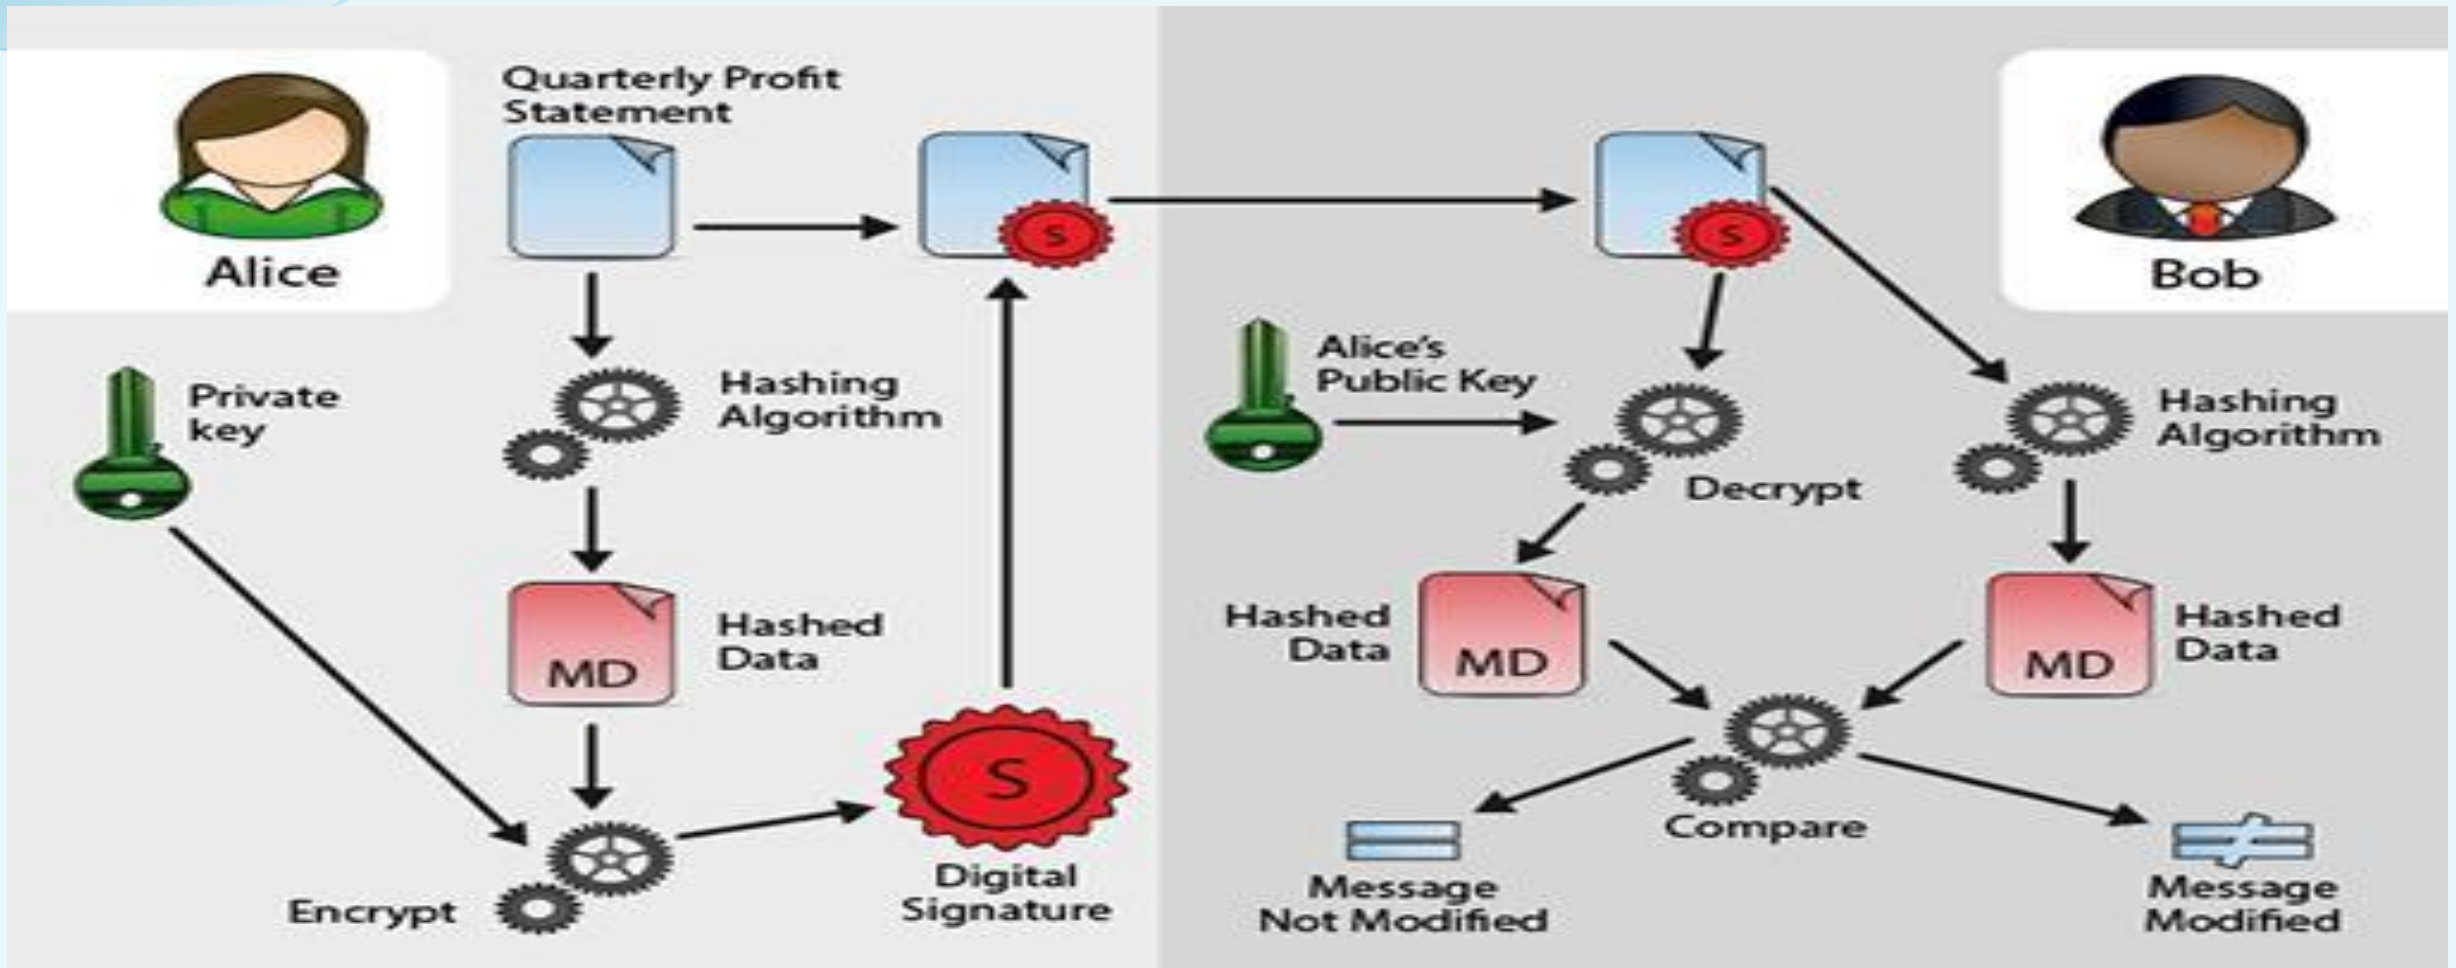 Quarterly Profit
Statement
S
S
Alice
Bob
Private
key
Hashing
Algorithm
Alice's
Public Key
Hashing
Algorithm
Decrypt
MD
Hashed
Data
Hashed
Data
MD
MD
Hashed
Data
S
Digital
Signature
Encrypt
Compare
Message
Not Modified
Message
Modified